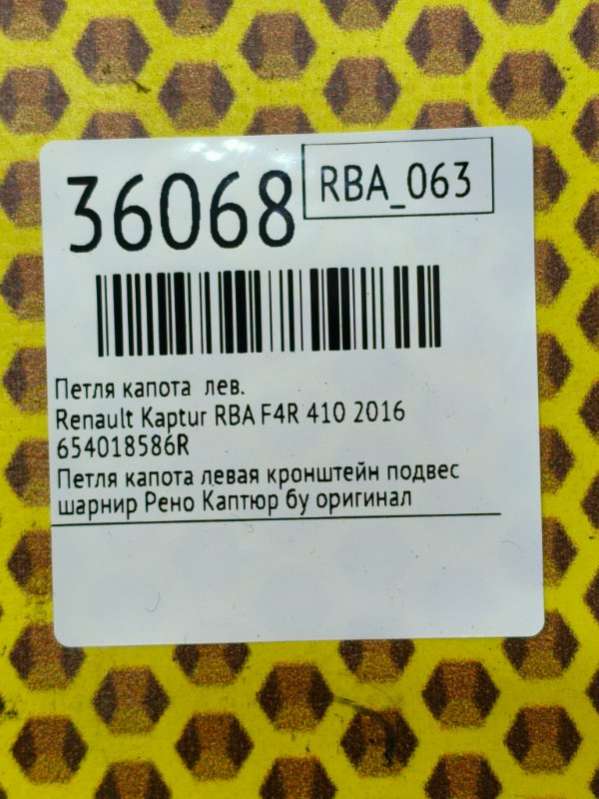 36068
RBA_063
Петля капота лев.
Renault Kaptur RBA F4R 410 2016
654018586R
Петля капота левая кронштейн подвес
шарнир Рено Каптюр бу оригинал